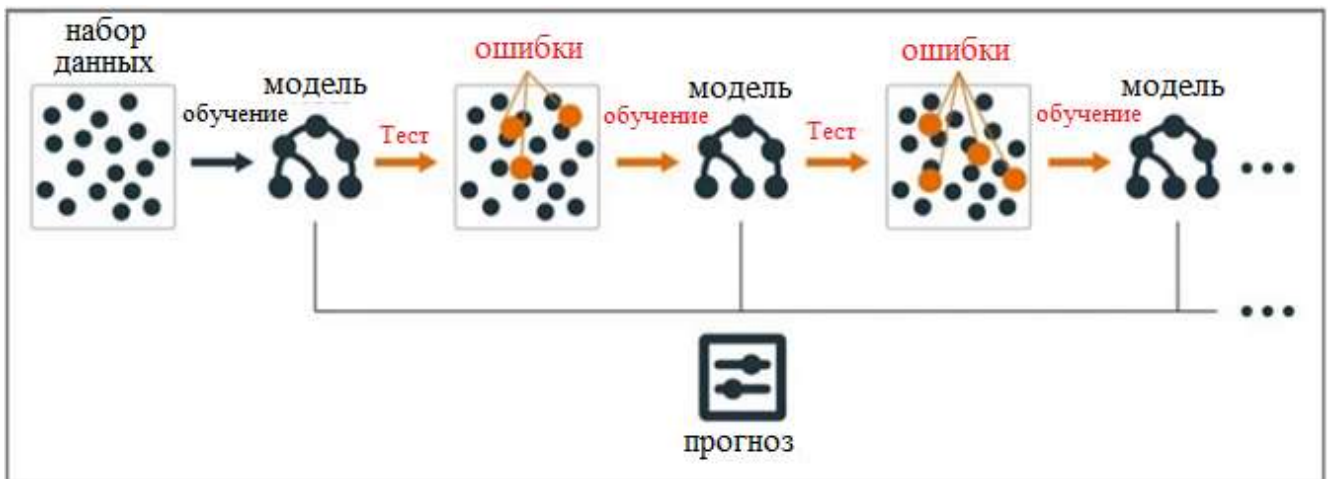 набор
данных
обучение
модель
Тест
ошибки
обучение
модель
Тест
ошибки
обучение
модель
прогноз